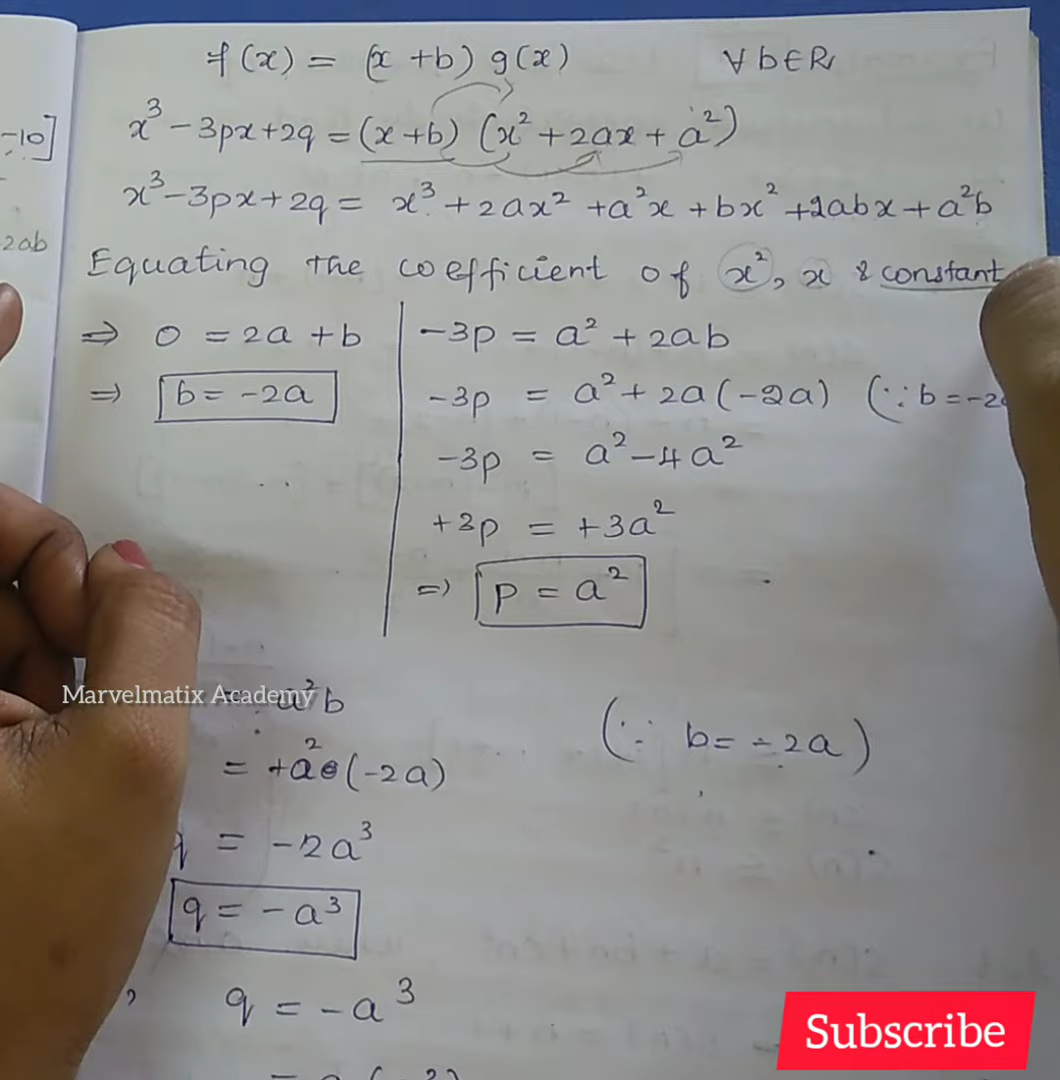 f(x) = (x + b) g(x) ∀ b ∈ R
x³ - 3px + 2q = (x + b) (x² + 2ax + a²)
-10]
x³ - 3px + 2q = x³ + 2ax² + a²x + bx² + 2abx + a²b
2ab
Equating the coefficient of x², x & constant
⇒ 0 = 2a + b
⇒ b = -2a
-3p = a² + 2ab
-3p = a² + 2a(-2a) (∵ b = -2
-3p = a² - 4a²
+3p = +3a²
⇒ p = a²
Marvelmatix Academy
= a²b (∵ b = -2a)
= +a²(-2a)
q = -2a³
q = -a³
, q = -a³
Subscribe